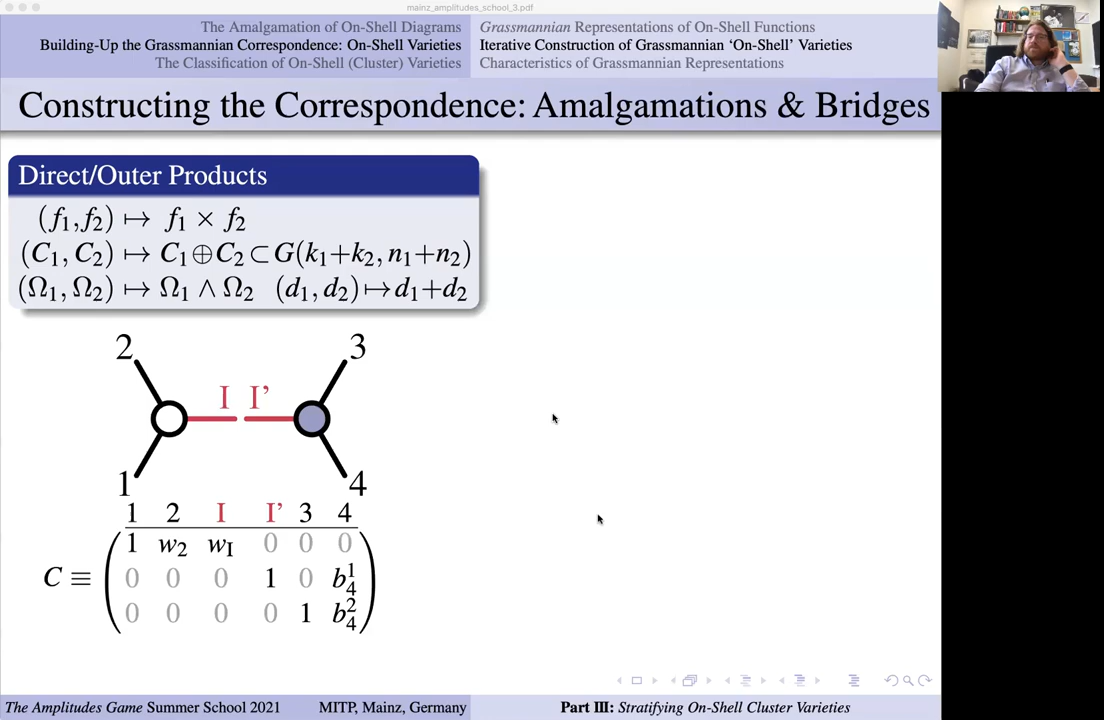 mainz_amplitudes_school_3.pdf
The Amalgamation of On-Shell Diagrams
Building-Up the Grassmannian Correspondence: On-Shell Varieties
The Classification of On-Shell (Cluster) Varieties
Grassmannian Representations of On-Shell Functions
Iterative Construction of Grassmannian ‘On-Shell’ Varieties
Characteristics of Grassmannian Representations
Constructing the Correspondence: Amalgamations & Bridges
Direct/Outer Products
(f₁,f₂) ↦ f₁ × f₂
(C₁, C₂) ↦ C₁⊕C₂⊂G(k₁+k₂, n₁+n₂)
(Ω₁,Ω₂) ↦ Ω₁ ∧ Ω₂ (d₁,d₂)↦d₁+d₂
2 3
I I’
1 4
1 2 I I’ 3 4
1 w₂ w_I 0 0 0
C ≡ 0 0 0 1 0 b₄¹
0 0 0 0 1 b₄²
The Amplitudes Game Summer School 2021 MITP, Mainz, Germany Part III: Stratifying On-Shell Cluster Varieties